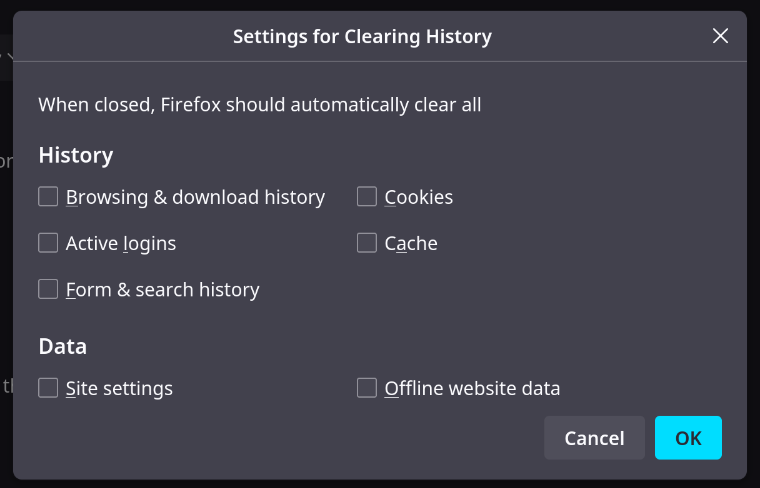 Settings for Clearing History
When closed, Firefox should automatically clear all
History
Browsing & download history
Cookies
Active logins
Cache
Form & search history
Data
Site settings
Offline website data
Cancel
OK